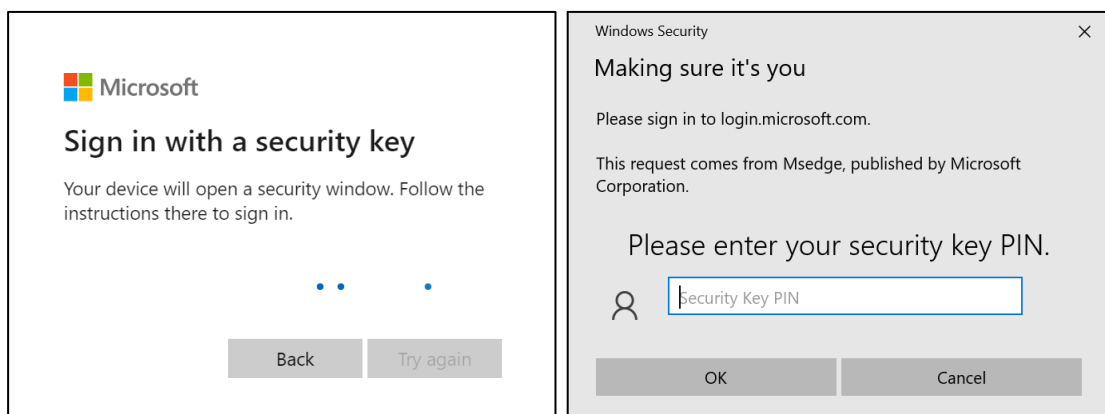 Microsoft
Sign in with a security key
Your device will open a security window. Follow the
instructions there to sign in.
Back
Try again
Windows Security
Making sure it's you
Please sign in to login.microsoft.com.
This request comes from Msedge, published by Microsoft
Corporation.
Please enter your security key PIN.
Security Key PIN
OK
Cancel